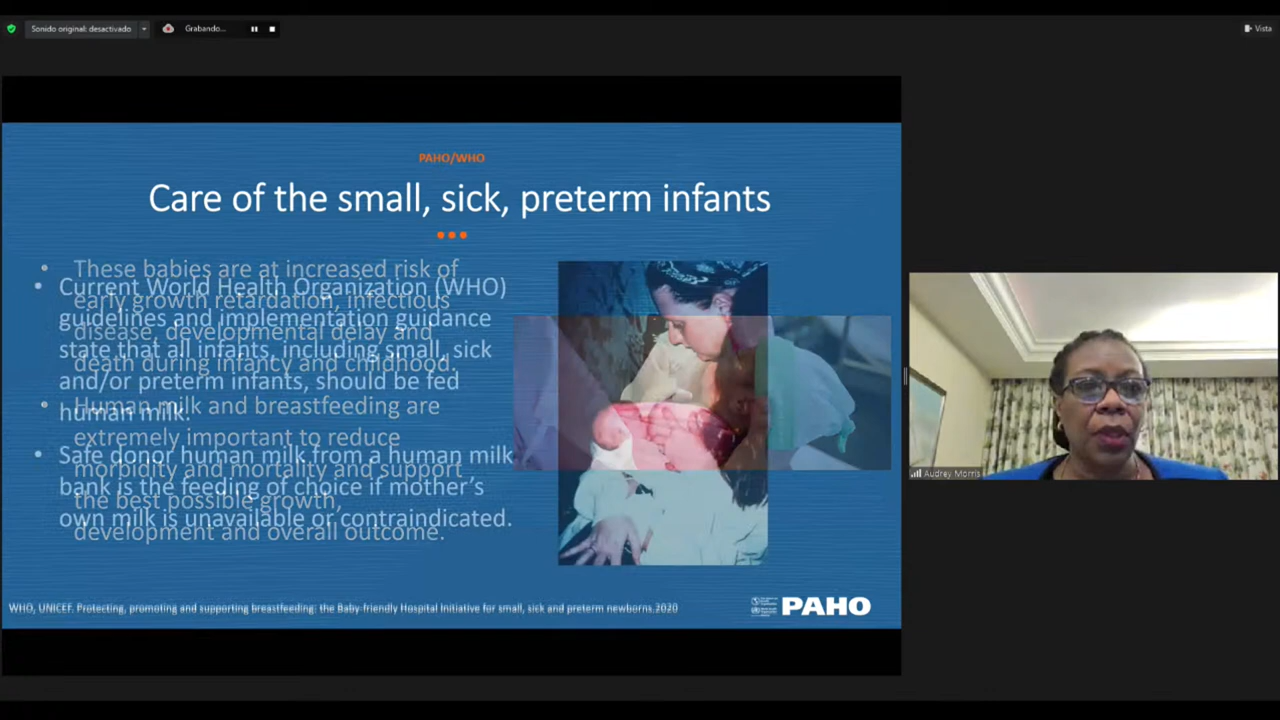 Sonido original: desactivado
Grabando...
Vista
PAHO/WHO
Care of the small, sick, preterm infants
• These babies are at increased risk of
early growth retardation, infectious
disease, developmental delay and
death during infancy and childhood.
• Human milk and breastfeeding are
extremely important to reduce
morbidity and mortality and support
the best possible growth,
development and overall outcome.
• Current World Health Organization (WHO)
guidelines and implementation guidance
state that all infants, including small, sick
and/or preterm infants, should be fed
human milk.
• Safe donor human milk from a human milk
bank is the feeding of choice if mother's
own milk is unavailable or contraindicated.
WHO, UNICEF. Protecting, promoting and supporting breastfeeding: the Baby-friendly Hospital Initiative for small, sick and preterm newborns.2020
PAHO
Audrey Morris